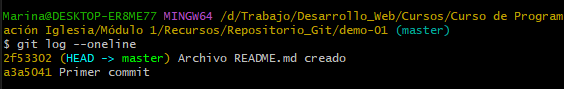 Marina@DESKTOP-ER8ME77 MINGW64 /d/Trabajo/Desarrollo_Web/Cursos/Curso de Program
ación Iglesia/Módulo 1/Recursos/Repositorio_Git/demo-01 (master)
$ git log --oneline
2f53302 (HEAD -> master) Archivo README.md creado
a3a5041 Primer commit